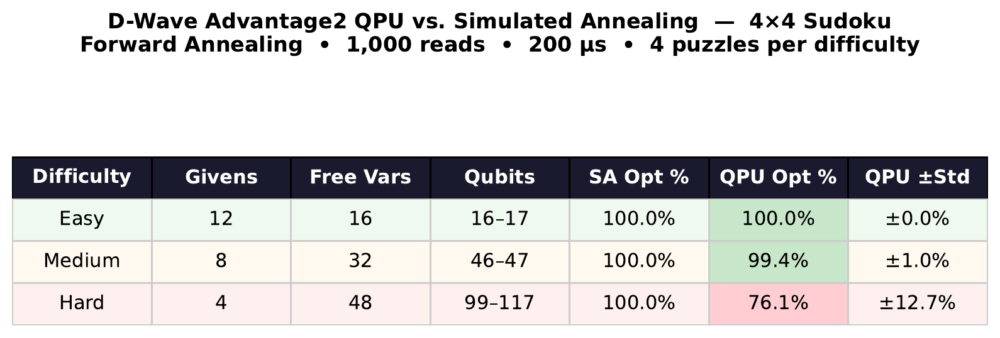 D-Wave Advantage2 QPU vs. Simulated Annealing — 4×4 Sudoku
Forward Annealing • 1,000 reads • 200 µs • 4 puzzles per difficulty
Difficulty Givens Free Vars Qubits SA Opt % QPU Opt % QPU ±Std
Easy 12 16 16–17 100.0% 100.0% ±0.0%
Medium 8 32 46–47 100.0% 99.4% ±1.0%
Hard 4 48 99–117 100.0% 76.1% ±12.7%